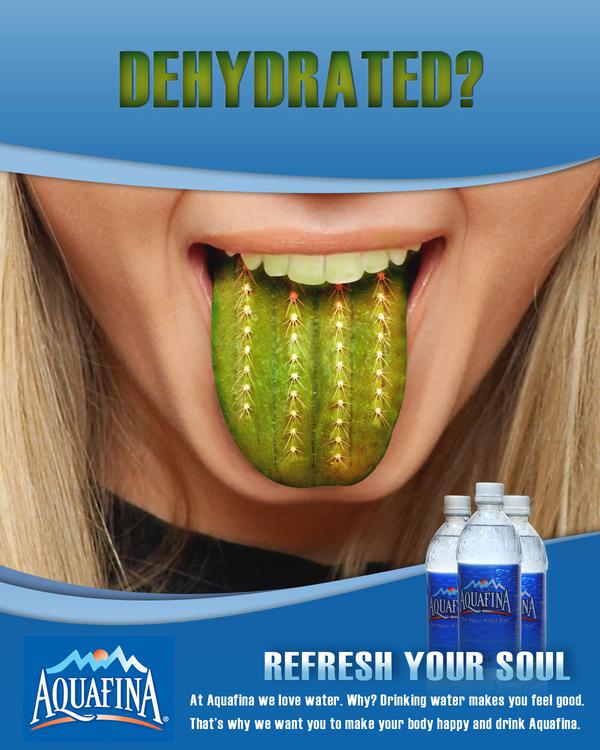 DEHYDRATED?
AQUAFINA
AQUAFINA
REFRESH YOUR SOUL
AQUAFINA®
At Aquafina we love water. Why? Drinking water makes you feel good.
That's why we want you to make your body happy and drink Aquafina.